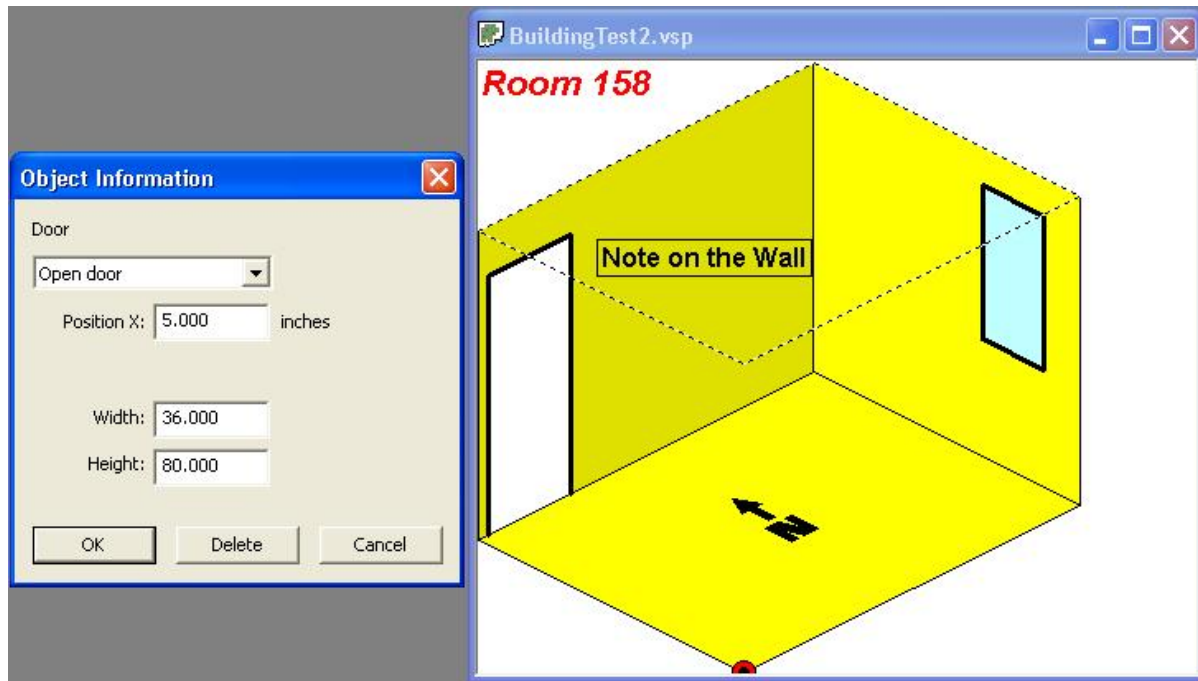 BuildingTest2.vsp
Room 158
Object Information
Door
Open door
Position X: 5.000 inches
Width: 36.000
Height: 80.000
OK Delete Cancel
Note on the Wall
N